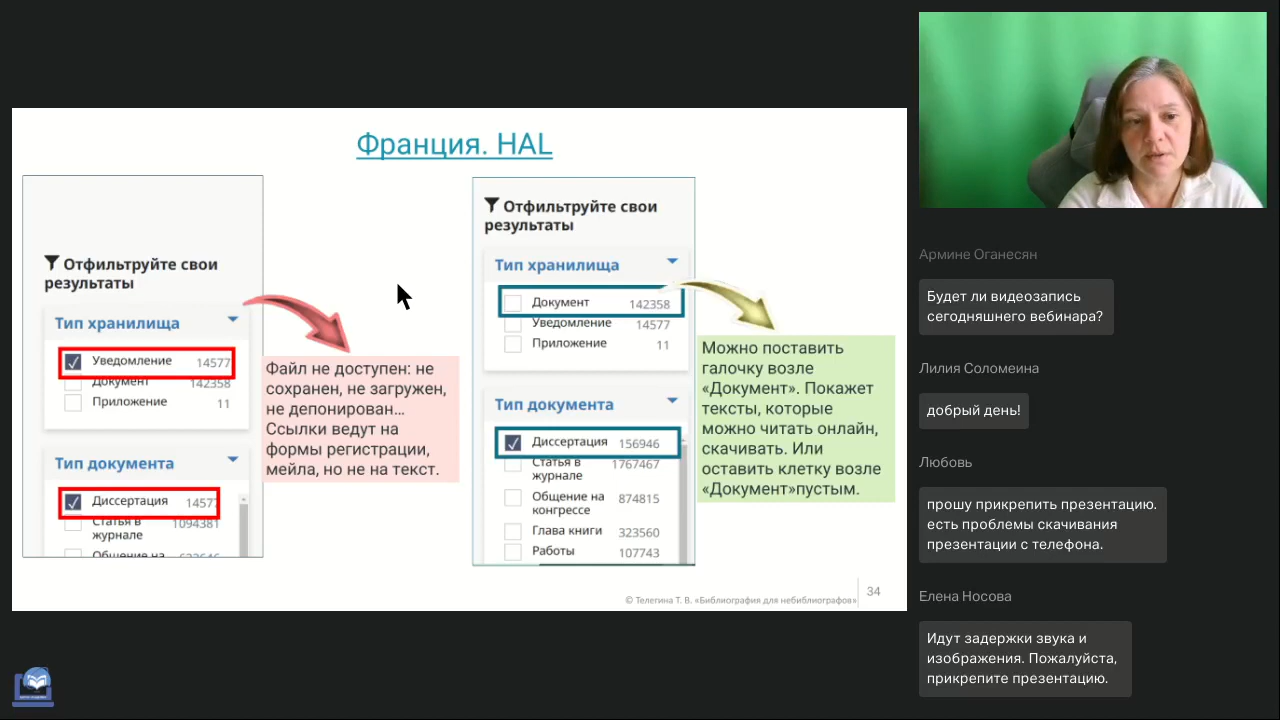 Франция. HAL
Отфильтруйте свои
результаты
Тип хранилища
Уведомление 14577
Документ 142358
Приложение 11
Тип документа
Диссертация 14577
Статья в 1094381
журнале
Общение на
Файл не доступен: не
сохранен, не загружен,
не депонирован…
Ссылки ведут на
формы регистрации,
мейла, но не на текст.
Отфильтруйте свои
результаты
Тип хранилища
Документ 142358
Уведомление 14577
Приложение 11
Тип документа
Диссертация 156946
Статья в 1767467
журнале
Общение на 874815
конгрессе
Глава книги 323560
Работы 107743
Можно поставить
галочку возле
«Документ». Покажет
тексты, которые
можно читать онлайн,
скачивать. Или
оставить клетку возле
«Документ»пустым.
© Телегина Т. В. «Библиография для небиблиографов»
34
Армине Оганесян
Будет ли видеозапись
сегодняшнего вебинара?
Лилия Соломеина
добрый день!
Любовь
прошу прикрепить презентацию.
есть проблемы скачивания
презентации с телефона.
Елена Носова
Идут задержки звука и
изображения. Пожалуйста,
прикрепите презентацию.